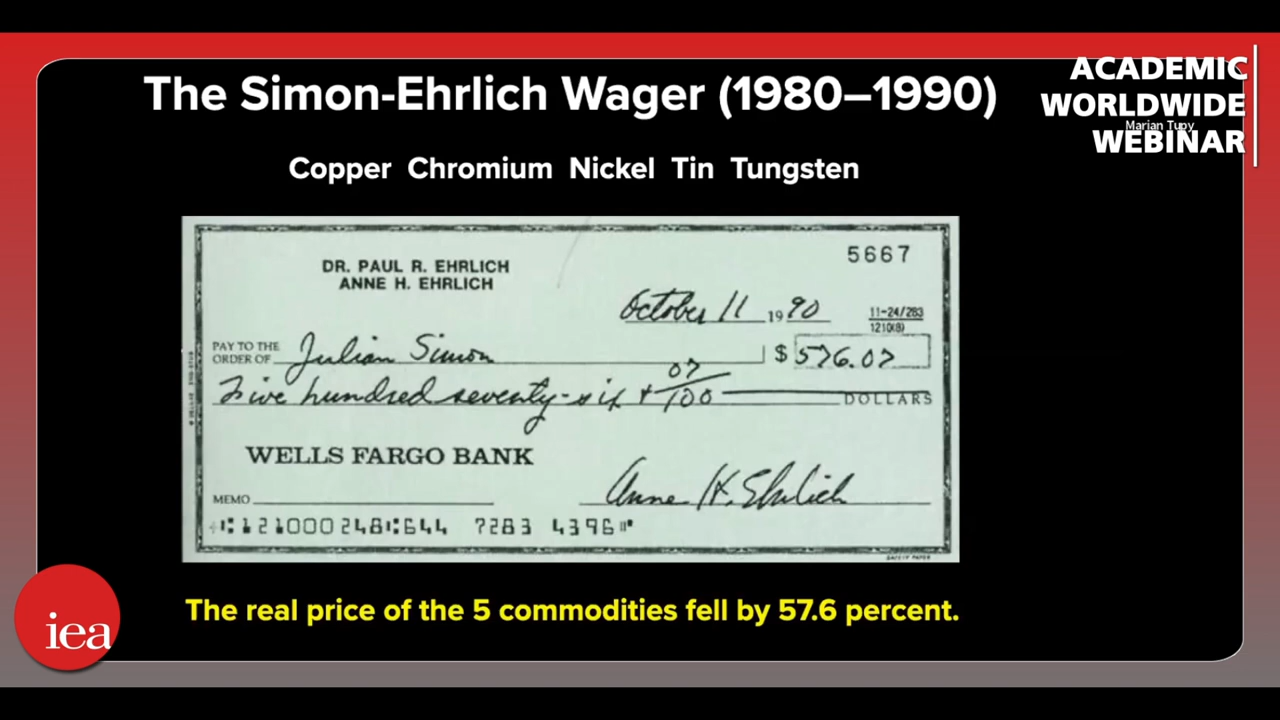 The Simon-Ehrlich Wager (1980–1990)
ACADEMIC
WORLDWIDE
Marian Tupy
WEBINAR
Copper Chromium Nickel Tin Tungsten
5667
DR. PAUL R. EHRLICH
ANNE H. EHRLICH
October 11 1990
11-24/283
1210(8)
PAY TO THE
ORDER OF Julian Simon $ 576.07
Five hundred seventy-six + 07/100 DOLLARS
WELLS FARGO BANK
MEMO Anne H. Ehrlich
⑆121000248⑆644 7283 4396⑈
SAFETY PAPER
The real price of the 5 commodities fell by 57.6 percent.
iea